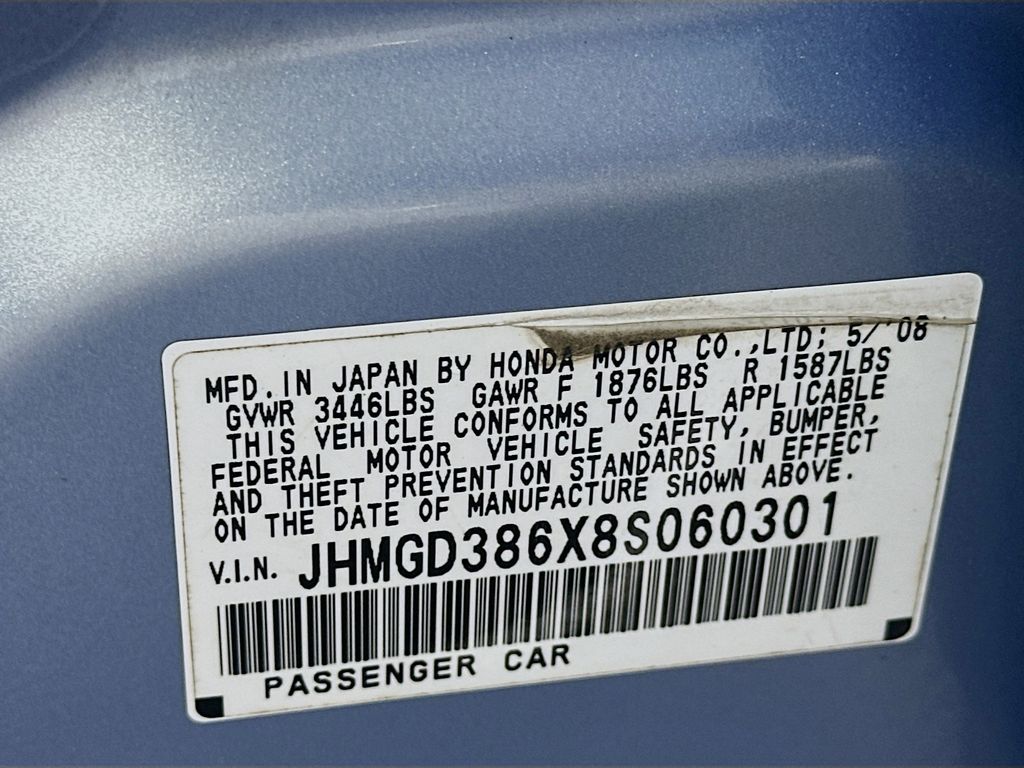 MFD.IN JAPAN BY HONDA MOTOR CO.,LTD; 5/'08
GVWR 3446LBS GAWR F 1876LBS R 1587LBS
THIS VEHICLE CONFORMS TO ALL APPLICABLE
FEDERAL MOTOR VEHICLE SAFETY, BUMPER,
AND THEFT PREVENTION STANDARDS IN EFFECT
ON THE DATE OF MANUFACTURE SHOWN ABOVE.
V.I.N. JHMGD386X8S060301
PASSENGER CAR